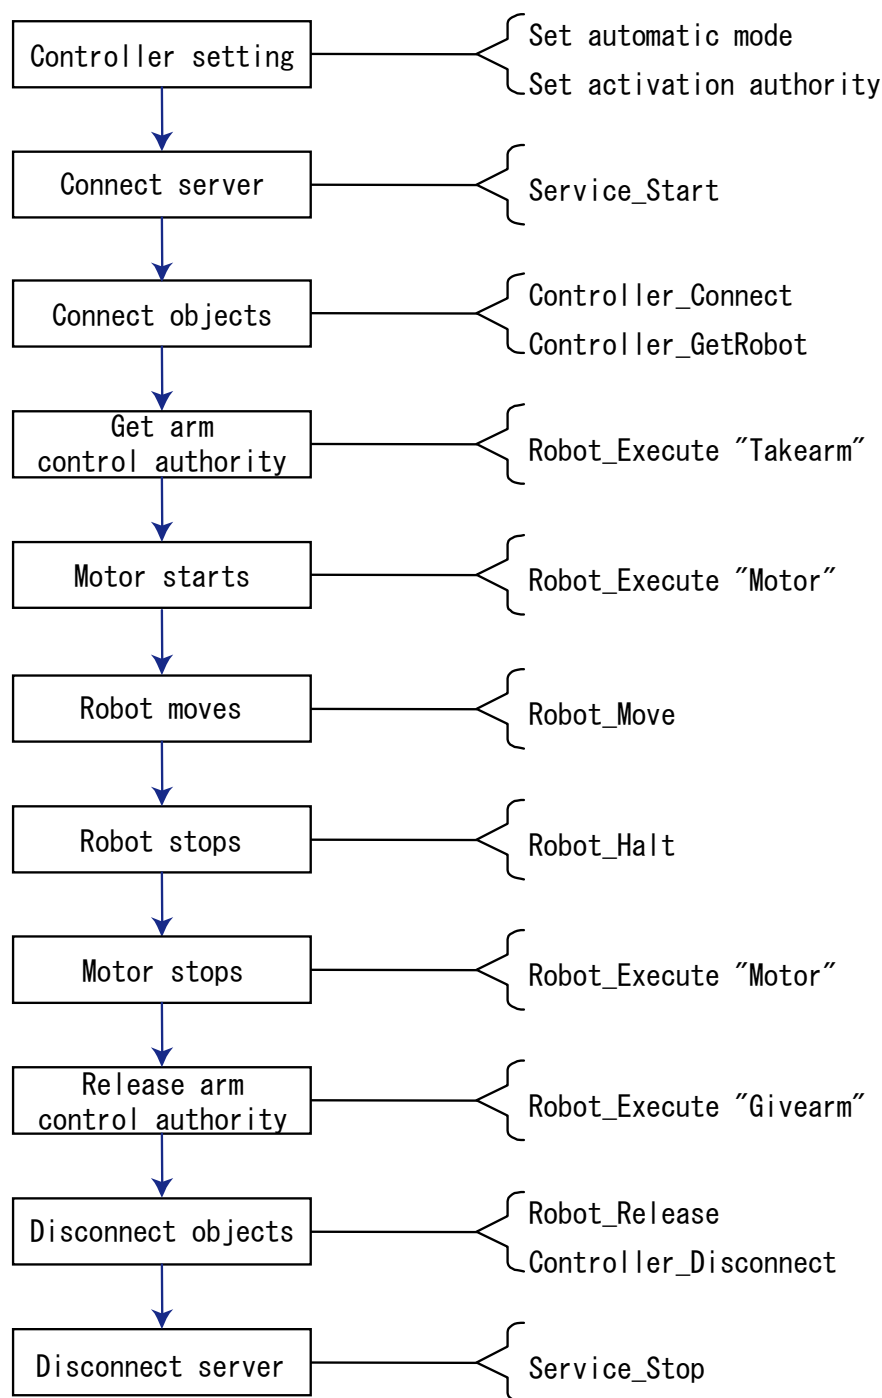 Controller setting
Set automatic mode
Set activation authority
Connect server
Service_Start
Connect objects
Controller_Connect
Controller_GetRobot
Get arm
control authority
Robot_Execute "Takearm"
Motor starts
Robot_Execute "Motor"
Robot moves
Robot_Move
Robot stops
Robot_Halt
Motor stops
Robot_Execute "Motor"
Release arm
control authority
Robot_Execute "Givearm"
Disconnect objects
Robot_Release
Controller_Disconnect
Disconnect server
Service_Stop